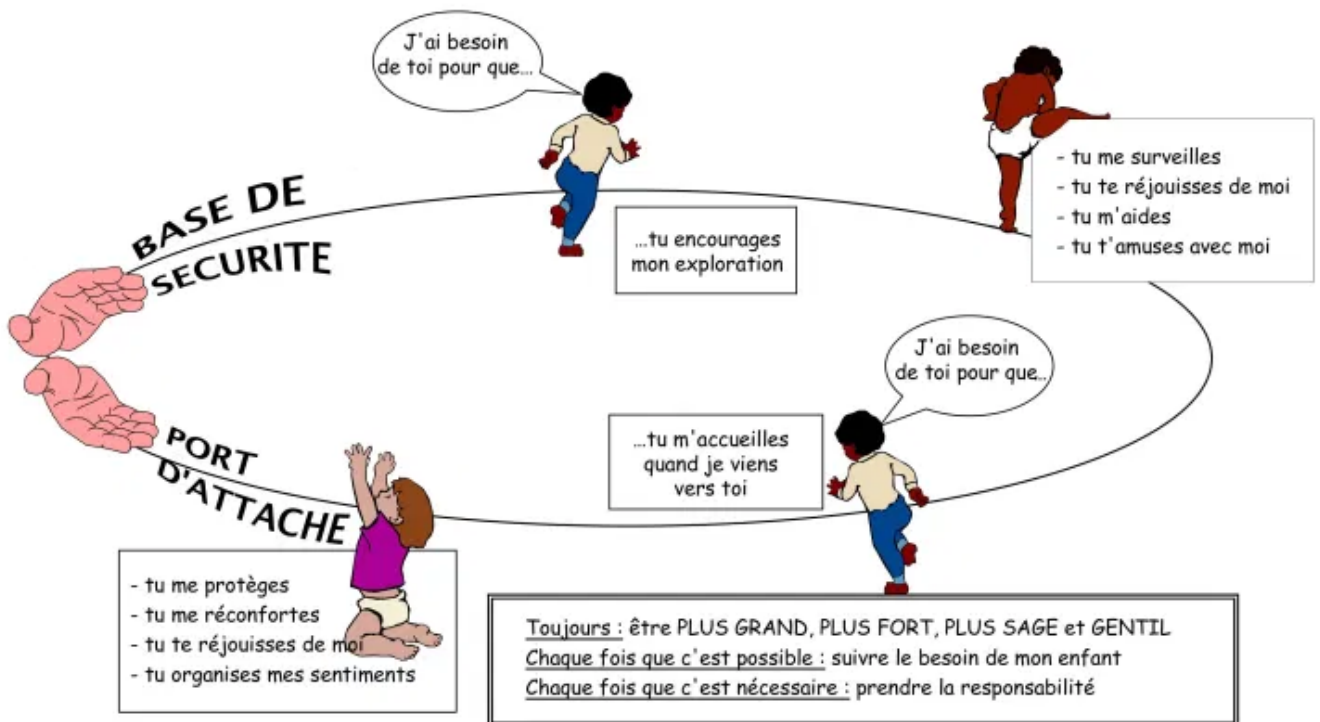 J'ai besoin
de toi pour que...
BASE DE
SECURITE
...tu encourages
mon exploration
- tu me surveilles
- tu te réjouisses de moi
- tu m'aides
- tu t'amuses avec moi
J'ai besoin
de toi pour que..
...tu m'accueilles
quand je viens
vers toi
PORT
D'ATTACHE
- tu me protèges
- tu me réconfortes
- tu te réjouisses de moi
- tu organises mes sentiments
Toujours : être PLUS GRAND, PLUS FORT, PLUS SAGE et GENTIL
Chaque fois que c'est possible : suivre le besoin de mon enfant
Chaque fois que c'est nécessaire : prendre la responsabilité